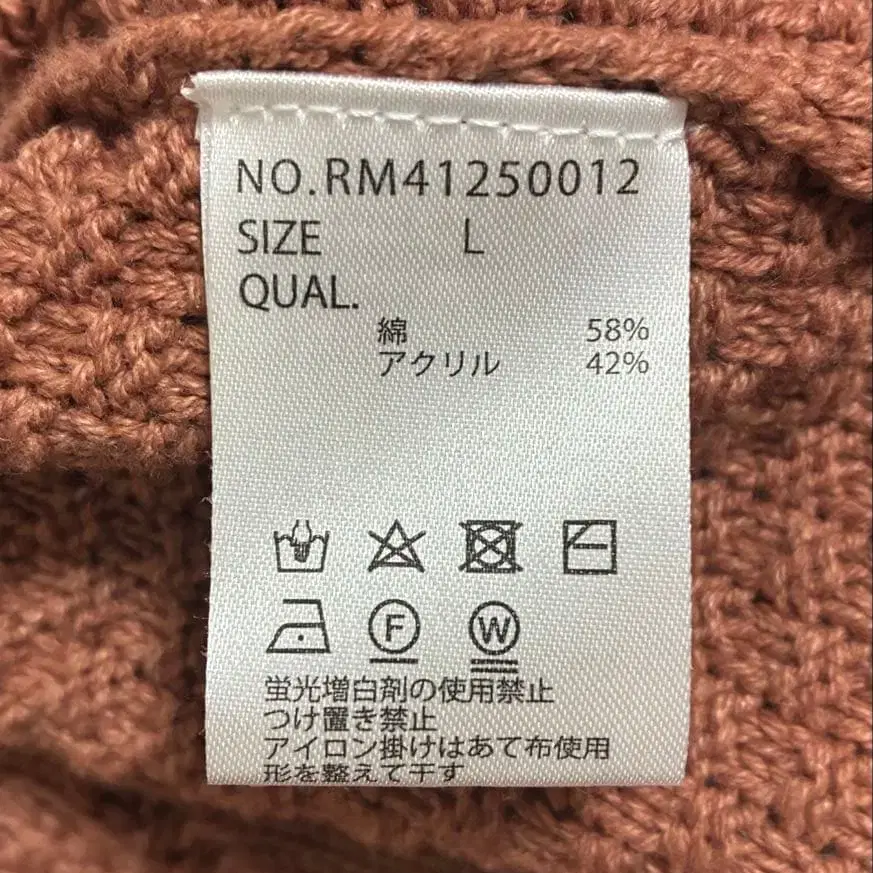 NO.RM41250012
SIZE L
QUAL.
綿 58%
アクリル 42%
F W
蛍光増白剤の使用禁止
つけ置き禁止
アイロン掛けはあて布使用
形を整えて干す